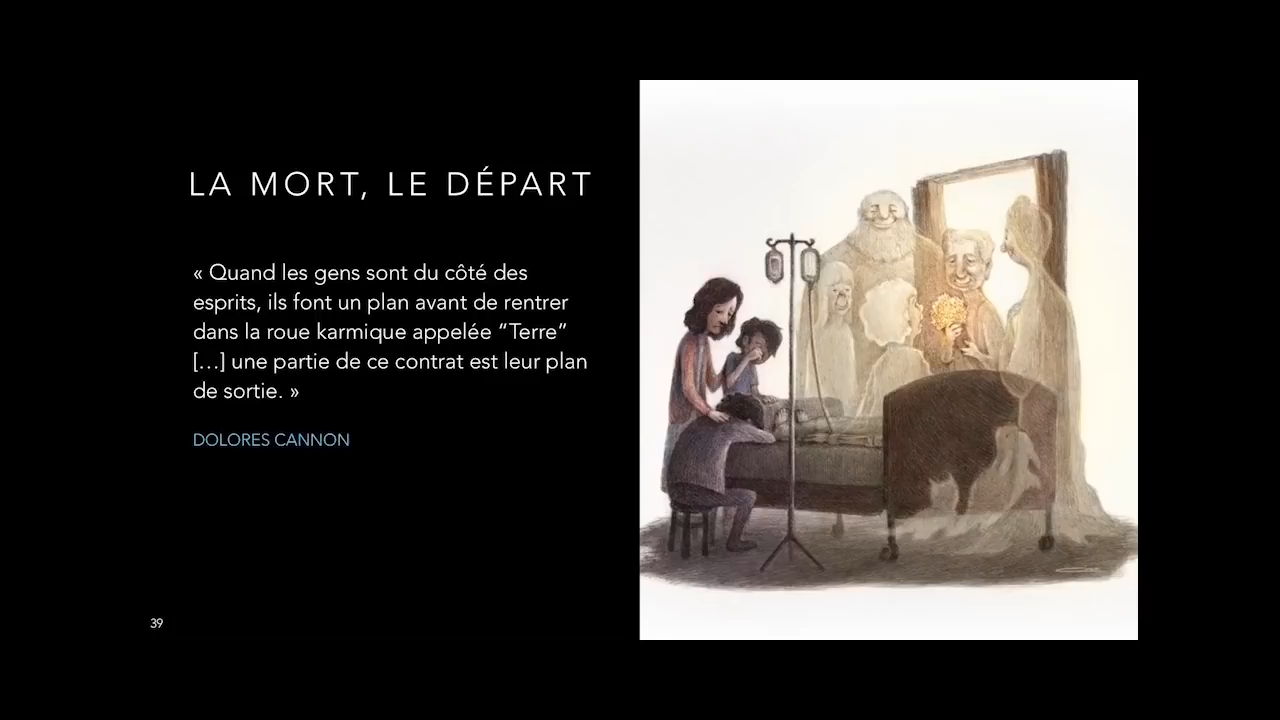 LA MORT, LE DÉPART
« Quand les gens sont du côté des
esprits, ils font un plan avant de rentrer
dans la roue karmique appelée “Terre”
[…] une partie de ce contrat est leur plan
de sortie. »
DOLORES CANNON
39